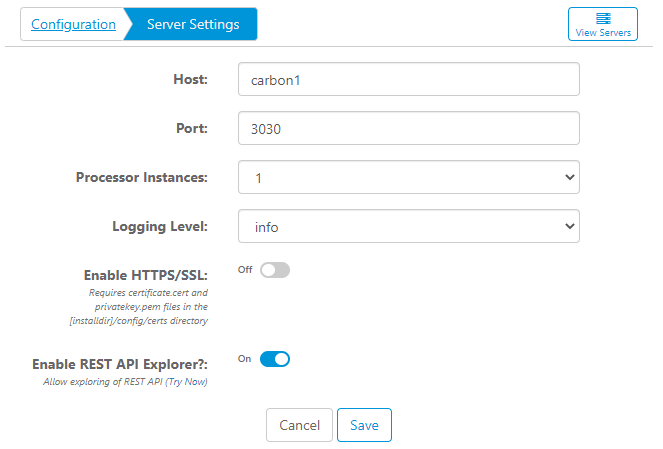 Configuration
Server Settings
View Servers
Host:
carbon1
Port:
3030
Processor Instances:
1
Logging Level:
info
Enable HTTPS/SSL:
Off
Requires certificate.cert and
privatekey.pem files in the
[installdir]/config/certs directory
Enable REST API Explorer?:
On
Allow exploring of REST API (Try Now)
Cancel
Save